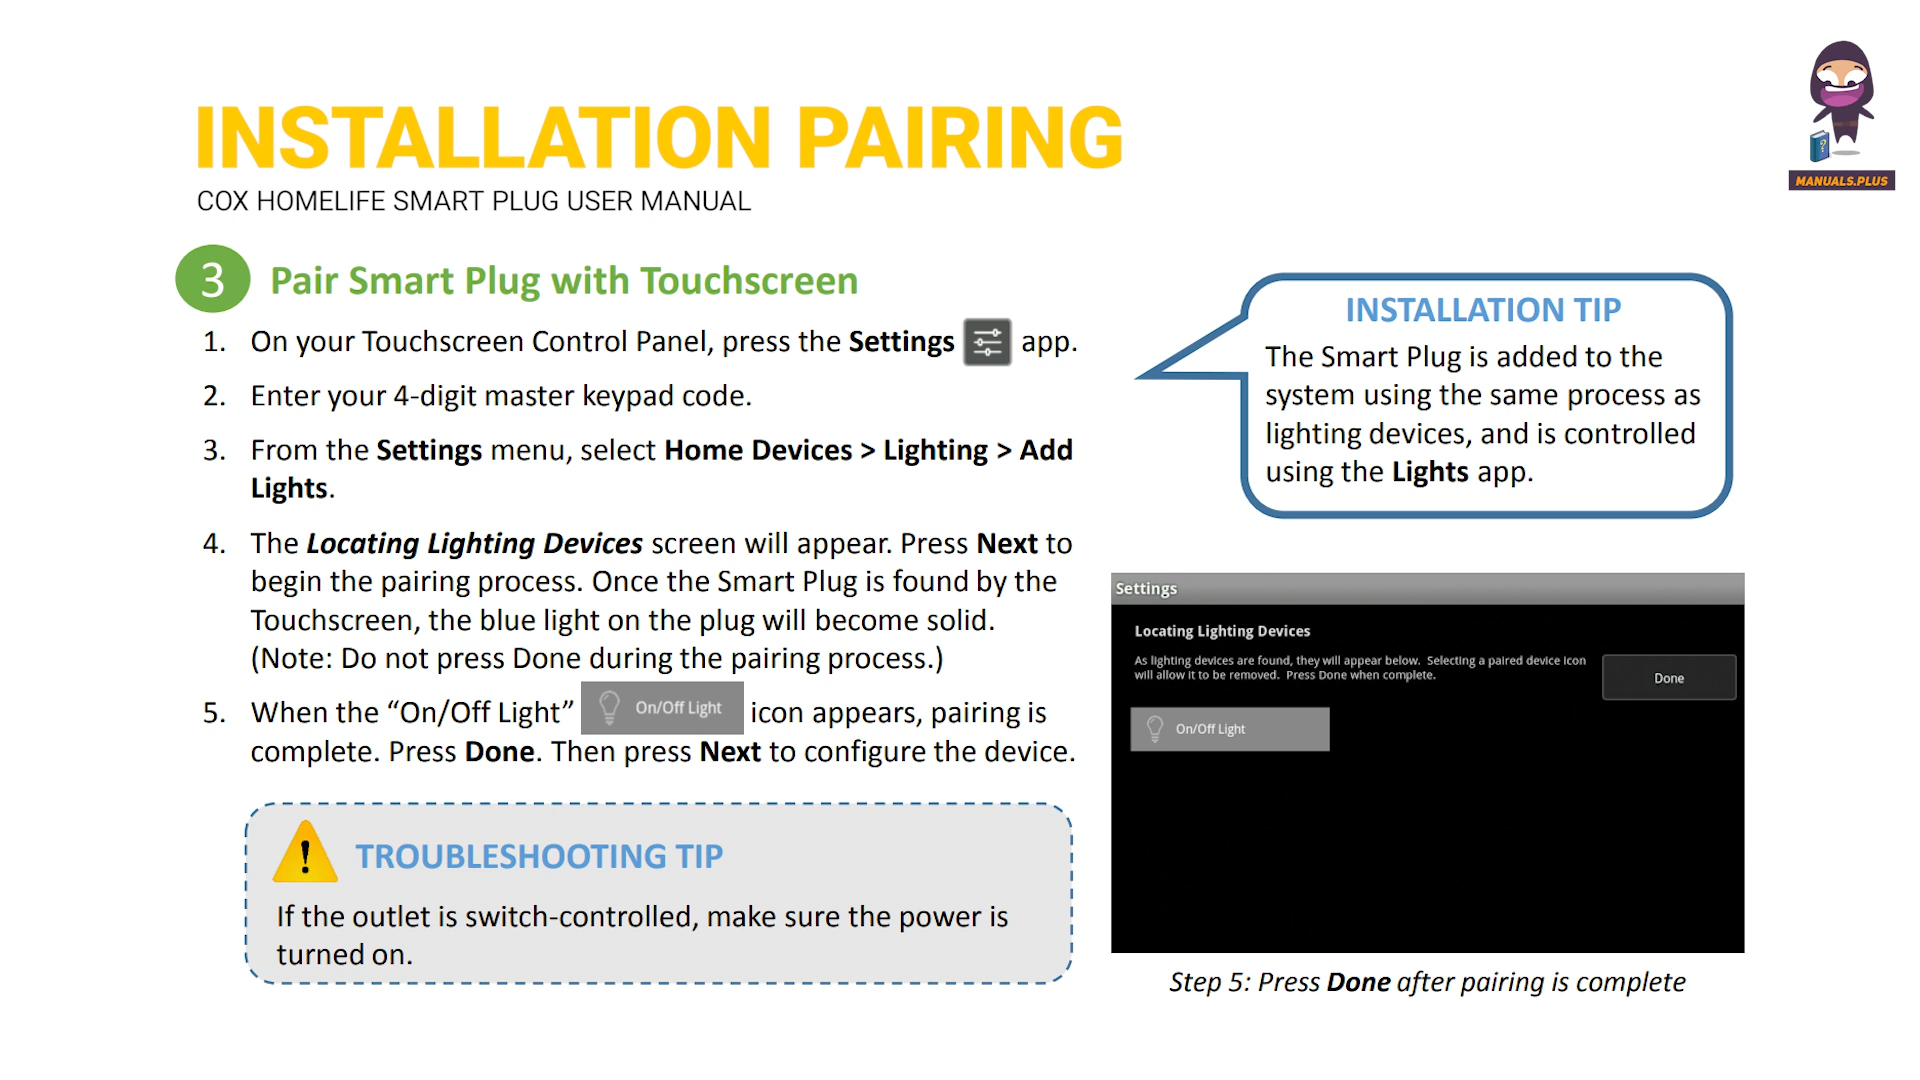 INSTALLATION PAIRING
COX HOMELIFE SMART PLUG USER MANUAL
?
MANUALS.PLUS
3 Pair Smart Plug with Touchscreen
1. On your Touchscreen Control Panel, press the Settings app.
2. Enter your 4-digit master keypad code.
3. From the Settings menu, select Home Devices > Lighting > Add
Lights.
4. The Locating Lighting Devices screen will appear. Press Next to
begin the pairing process. Once the Smart Plug is found by the
Touchscreen, the blue light on the plug will become solid.
(Note: Do not press Done during the pairing process.)
5. When the “On/Off Light” On/Off Light icon appears, pairing is
complete. Press Done. Then press Next to configure the device.
! TROUBLESHOOTING TIP
If the outlet is switch-controlled, make sure the power is
turned on.
INSTALLATION TIP
The Smart Plug is added to the
system using the same process as
lighting devices, and is controlled
using the Lights app.
Settings
Locating Lighting Devices
As lighting devices are found, they will appear below. Selecting a paired device icon
will allow it to be removed. Press Done when complete.
Done
On/Off Light
Step 5: Press Done after pairing is complete